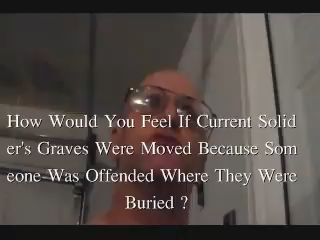 How Would You Feel If Current Solid
er's Graves Were Moved Because Som
eone Was Offended Where They Were
Buried ?